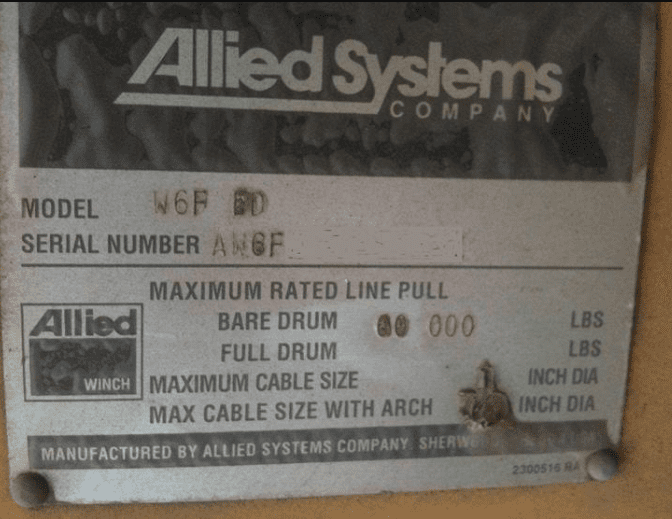 Allied Systems
COMPANY
MODEL W6F
SERIAL NUMBER AW6F
MAXIMUM RATED LINE PULL
BARE DRUM 000 LBS
FULL DRUM LBS
MAXIMUM CABLE SIZE INCH DIA
MAX CABLE SIZE WITH ARCH INCH DIA
Allied
WINCH
MANUFACTURED BY ALLIED SYSTEMS COMPANY
2300516